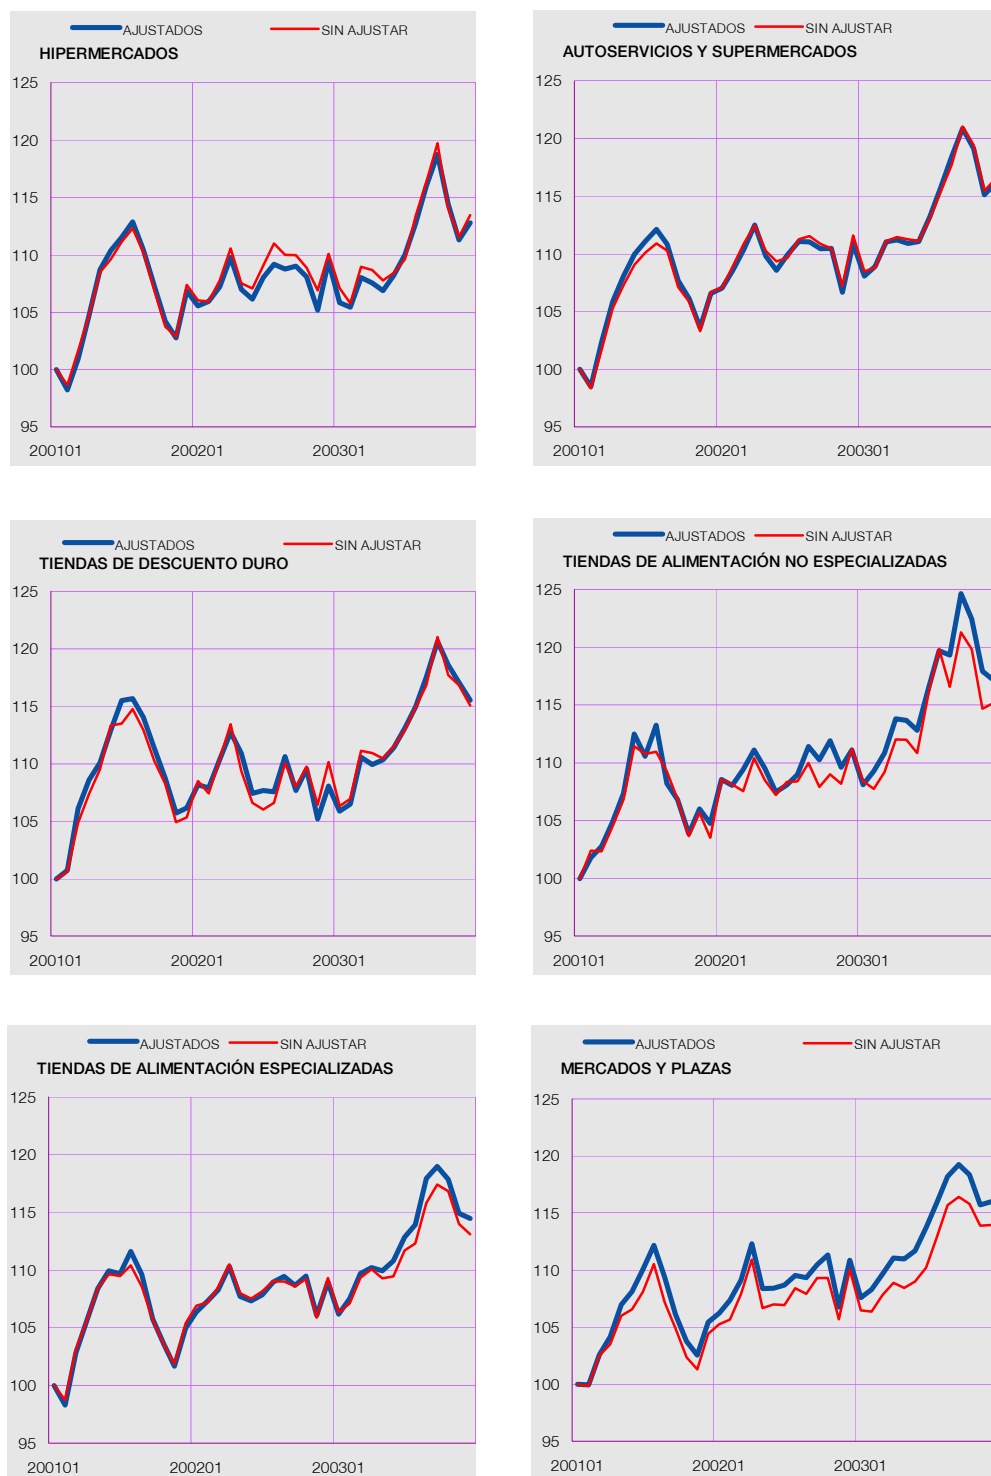 AJUSTADOS SIN AJUSTAR
HIPERMERCADOS
125
120
115
110
105
100
95
200101 200201 200301
AJUSTADOS SIN AJUSTAR
AUTOSERVICIOS Y SUPERMERCADOS
125
120
115
110
105
100
95
200101 200201 200301
AJUSTADOS SIN AJUSTAR
TIENDAS DE DESCUENTO DURO
125
120
115
110
105
100
95
200101 200201 200301
AJUSTADOS SIN AJUSTAR
TIENDAS DE ALIMENTACIÓN NO ESPECIALIZADAS
125
120
115
110
105
100
95
200101 200201 200301
AJUSTADOS SIN AJUSTAR
TIENDAS DE ALIMENTACIÓN ESPECIALIZADAS
125
120
115
110
105
100
95
200101 200201 200301
AJUSTADOS SIN AJUSTAR
MERCADOS Y PLAZAS
125
120
115
110
105
100
95
200101 200201 200301